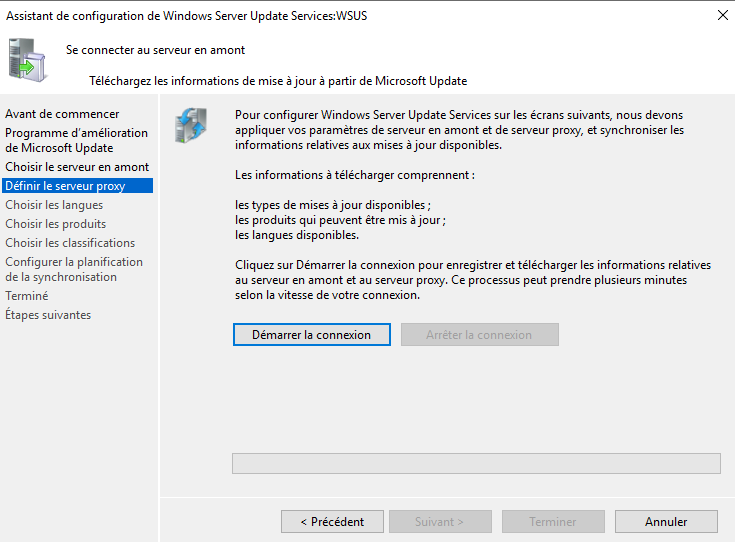 Assistant de configuration de Windows Server Update Services:WSUS
Se connecter au serveur en amont
Téléchargez les informations de mise à jour à partir de Microsoft Update
Avant de commencer
Programme d'amélioration
de Microsoft Update
Choisir le serveur en amont
Définir le serveur proxy
Choisir les langues
Choisir les produits
Choisir les classifications
Configurer la planification
de la synchronisation
Terminé
Étapes suivantes
Pour configurer Windows Server Update Services sur les écrans suivants, nous devons
appliquer vos paramètres de serveur en amont et de serveur proxy, et synchroniser les
informations relatives aux mises à jour disponibles.
Les informations à télécharger comprennent :
les types de mises à jour disponibles ;
les produits qui peuvent être mis à jour ;
les langues disponibles.
Cliquez sur Démarrer la connexion pour enregistrer et télécharger les informations relatives
au serveur en amont et au serveur proxy. Ce processus peut prendre plusieurs minutes
selon la vitesse de votre connexion.
Démarrer la connexion
Arrêter la connexion
< Précédent
Suivant >
Terminer
Annuler